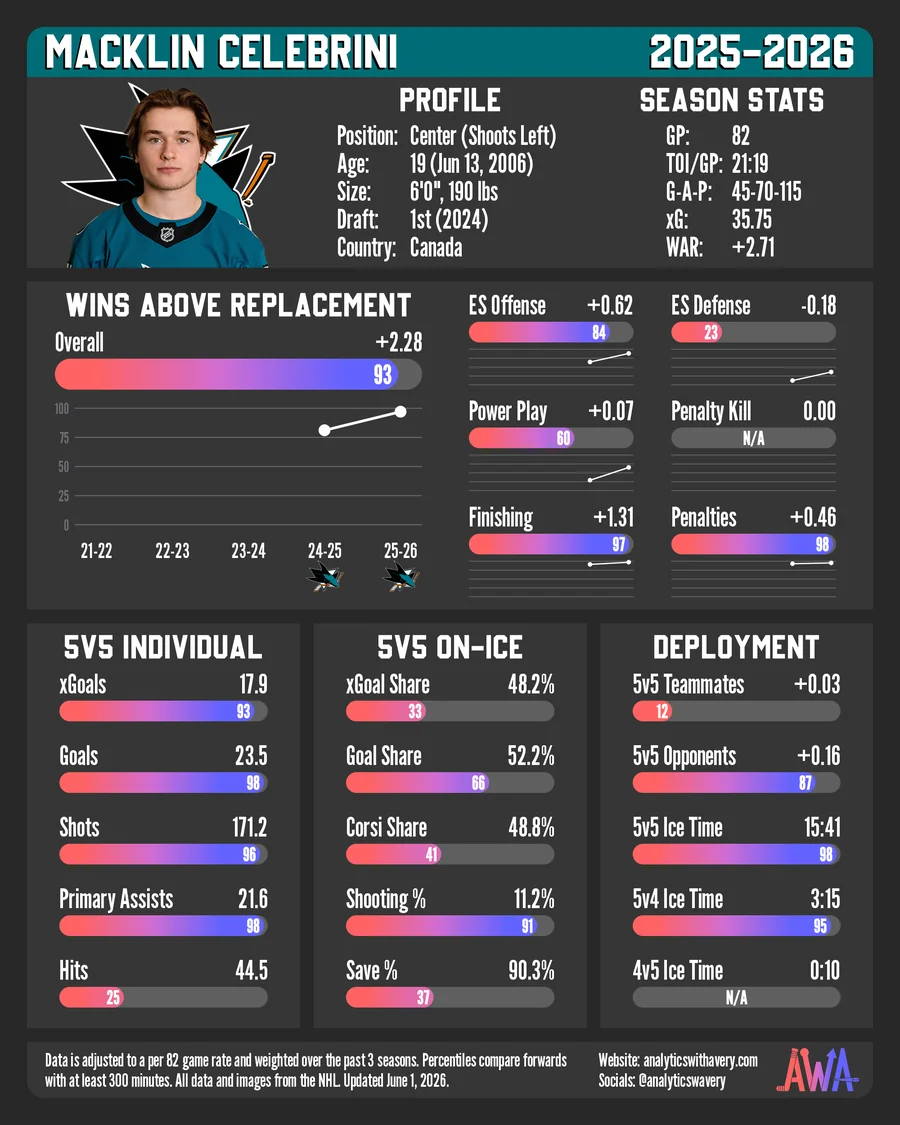 MACKLIN CELEBRINI 2025-2026
PROFILE
Position: Center (Shoots Left)
Age: 19 (Jun 13, 2006)
Size: 6'0", 190 lbs
Draft: 1st (2024)
Country: Canada
SEASON STATS
GP: 82
TOI/GP: 21:19
G-A-P: 45-70-115
xG: 35.75
WAR: +2.71
WINS ABOVE REPLACEMENT
Overall +2.28
93
100
75
50
25
0
21-22 22-23 23-24 24-25 25-26
ES Offense +0.62
84
ES Defense -0.18
23
Power Play +0.07
60
Penalty Kill 0.00
N/A
Finishing +1.31
97
Penalties +0.46
98
5V5 INDIVIDUAL
xGoals 17.9
93
Goals 23.5
98
Shots 171.2
96
Primary Assists 21.6
98
Hits 44.5
25
5V5 ON-ICE
xGoal Share 48.2%
33
Goal Share 52.2%
66
Corsi Share 48.8%
41
Shooting % 11.2%
91
Save % 90.3%
37
DEPLOYMENT
5v5 Teammates +0.03
12
5v5 Opponents +0.16
87
5v5 Ice Time 15:41
98
5v4 Ice Time 3:15
95
4v5 Ice Time 0:10
N/A
Data is adjusted to a per 82 game rate and weighted over the past 3 seasons. Percentiles compare forwards
with at least 300 minutes. All data and images from the NHL. Updated June 1, 2026.
Website: analyticswithavery.com
Socials: @analyticswavery
AWA